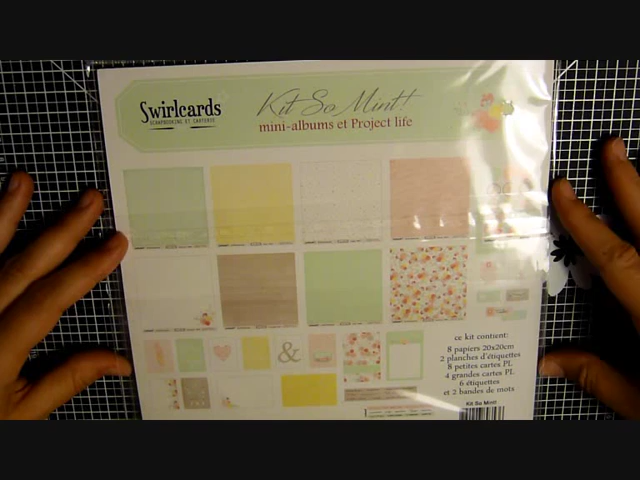 Swirlcards
SCRAPBOOKING ET CARTERIE
Kit So Mint!
mini-albums et Project life
&
ce kit contient:
8 papiers 20x20cm
2 planches d'étiquettes
8 petites cartes PL
4 grandes cartes PL
6 étiquettes
et 2 bandes de mots
Kit So Mint!